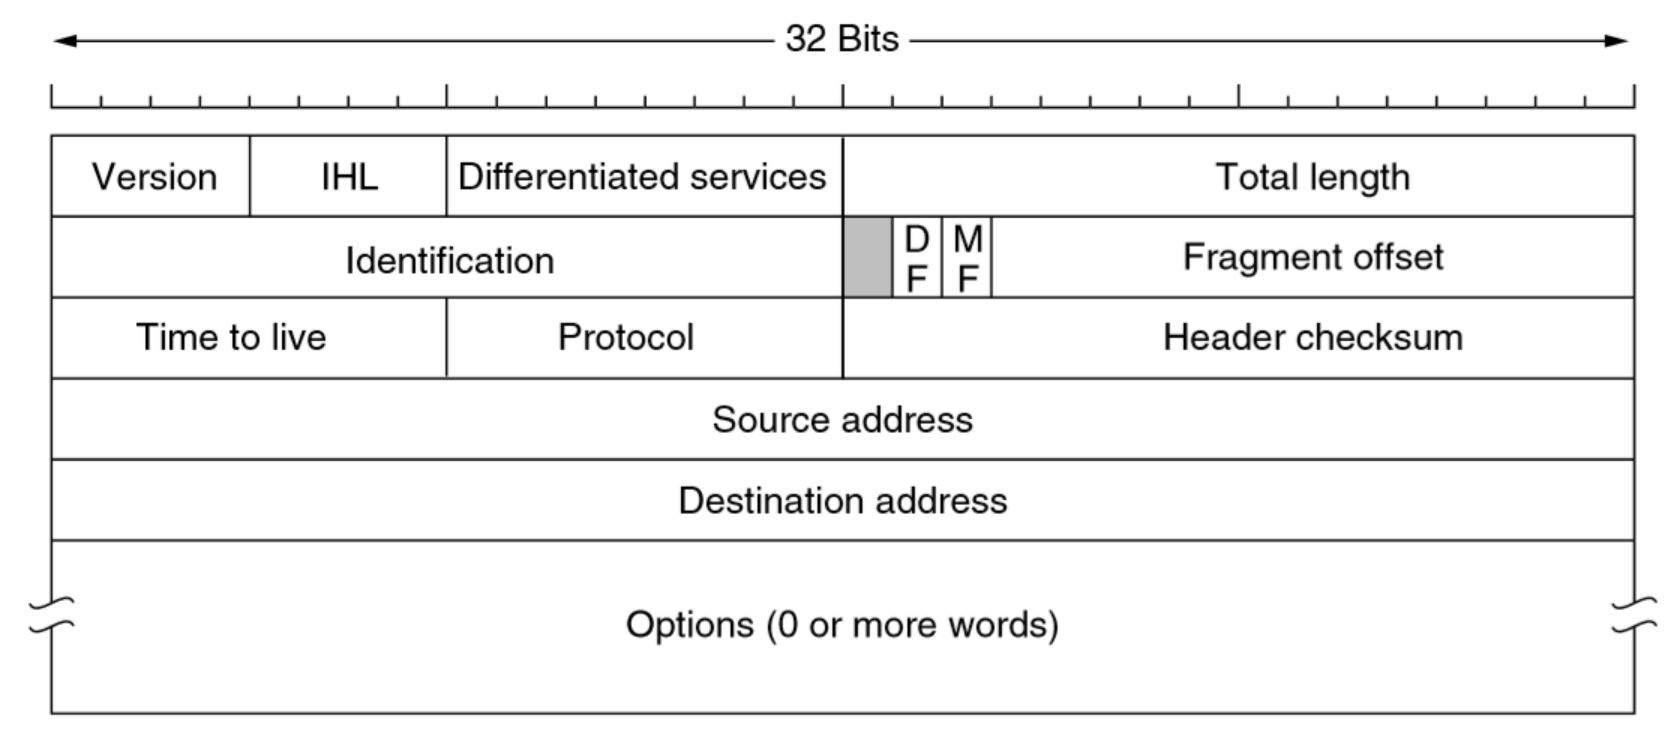 32 Bits
Version IHL Differentiated services Total length
Identification D F M F Fragment offset
Time to live Protocol Header checksum
Source address
Destination address
Options (0 or more words)